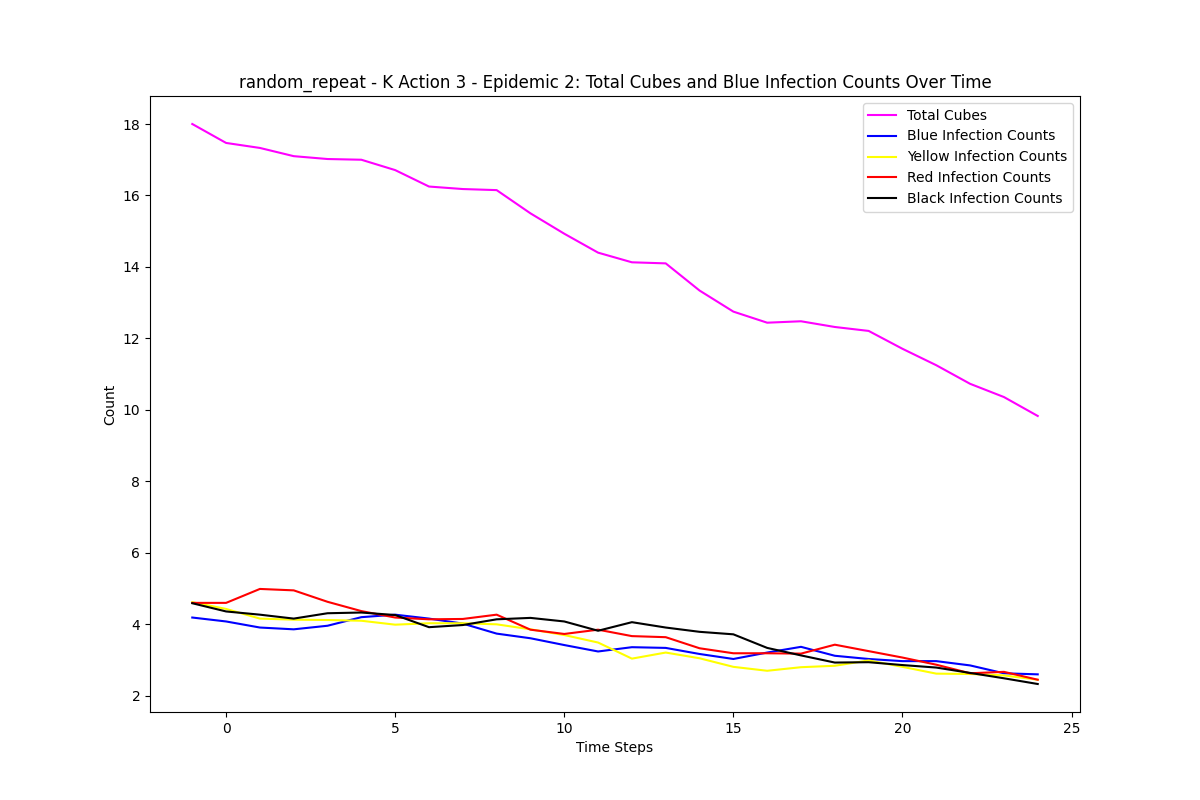 random_repeat - K Action 3 - Epidemic 2: Total Cubes and Blue Infection Counts Over Time
Total Cubes
Blue Infection Counts
Yellow Infection Counts
Red Infection Counts
Black Infection Counts
18
16
14
12
10
8
6
4
2
Count
0 5 10 15 20 25
Time Steps